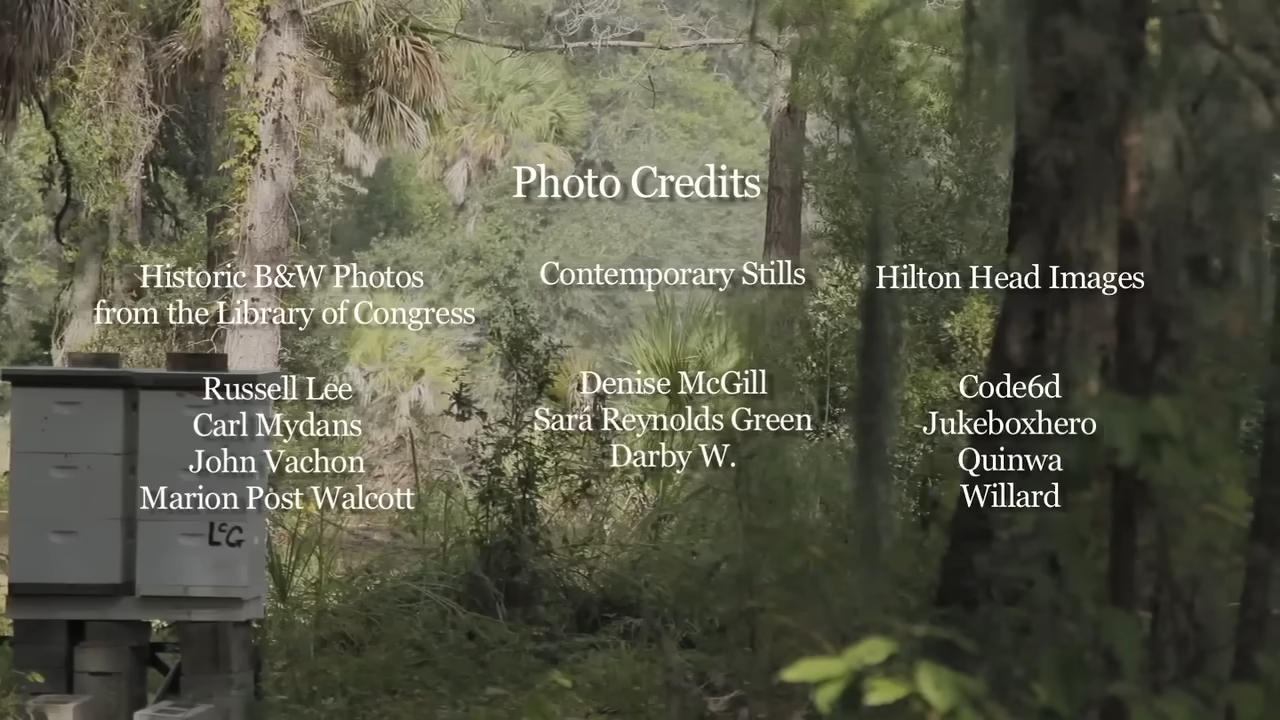 Photo Credits
Historic B&W Photos
from the Library of Congress
Russell Lee
Carl Mydans
John Vachon
Marion Post Walcott
Contemporary Stills
Denise McGill
Sara Reynolds Green
Darby W.
Hilton Head Images
Code6d
Jukeboxhero
Quinwa
Willard
LCG